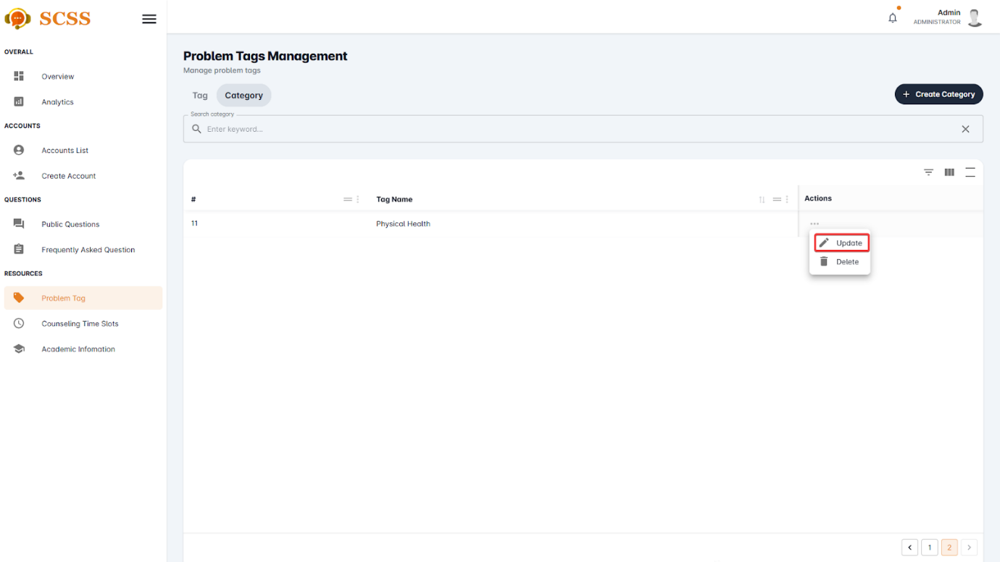 SCSS
Admin
ADMINISTRATOR
OVERALL
Overview
Analytics
ACCOUNTS
Accounts List
Create Account
QUESTIONS
Public Questions
Frequently Asked Question
RESOURCES
Problem Tag
Counseling Time Slots
Academic Infomation
Problem Tags Management
Manage problem tags
Tag Category
+ Create Category
Search category
Enter keyword...
# Tag Name Actions
11 Physical Health
Update
Delete
1 2